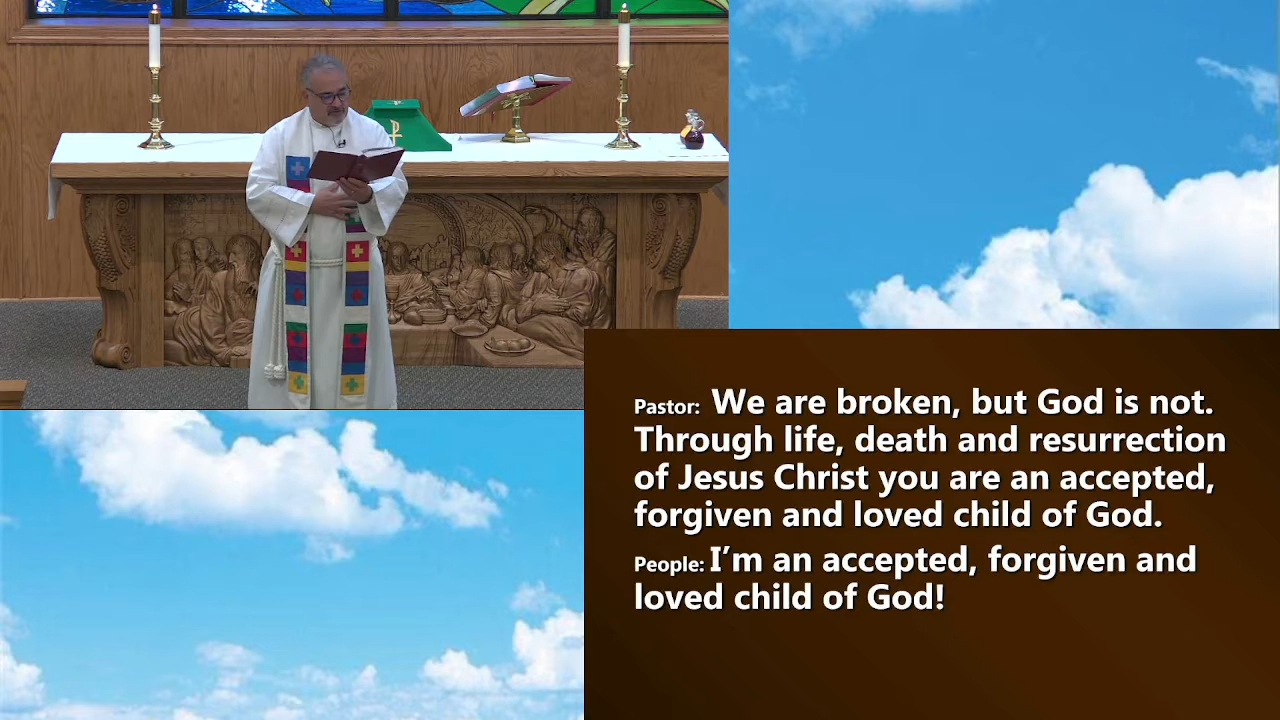 Pastor: We are broken, but God is not.
Through life, death and resurrection
of Jesus Christ you are an accepted,
forgiven and loved child of God.
People: I’m an accepted, forgiven and
loved child of God!